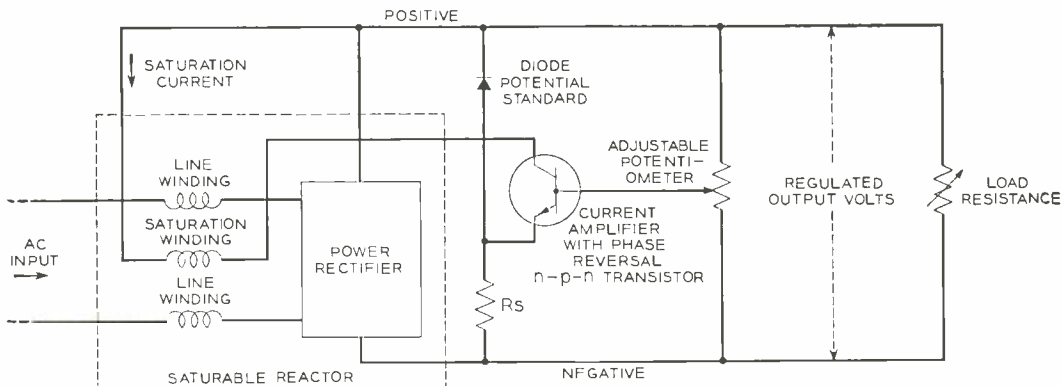 POSITIVE
SATURATION
CURRENT
DIODE
POTENTIAL
STANDARD
LINE
WINDING
SATURATION
WINDING
LINE
WINDING
AC
INPUT
POWER
RECTIFIER
ADJUSTABLE
POTENTI-
OMETER
CURRENT
AMPLIFIER
WITH PHASE
REVERSAL
n-p-n TRANSISTOR
REGULATED
OUTPUT VOLTS
LOAD
RESISTANCE
Rs
SATURABLE REACTOR
NEGATIVE